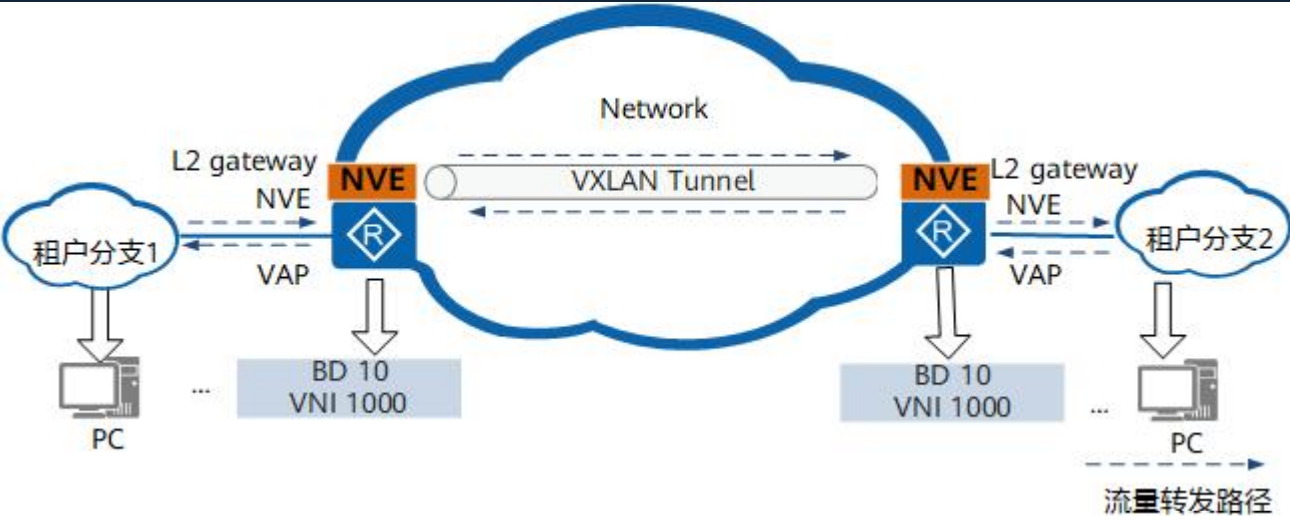 Network
L2 gateway
NVE
VXLAN Tunnel
NVE
L2 gateway
NVE
NVE
租户分支1
R
R
租户分支2
VAP
VAP
BD 10
VNI 1000
...
PC
BD 10
VNI 1000
...
PC
流量转发路径